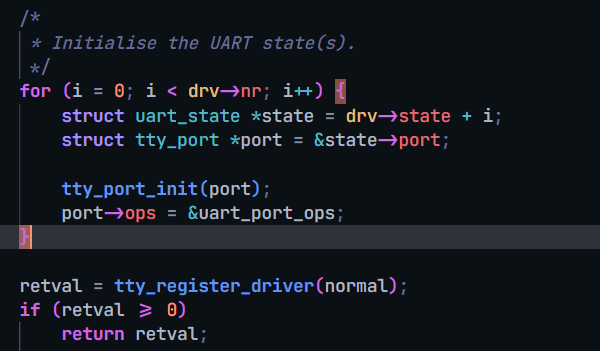 /*
 * Initialise the UART state(s).
 */
for (i = 0; i < drv->nr; i++) {
    struct uart_state *state = drv->state + i;
    struct tty_port *port = &state->port;

    tty_port_init(port);
    port->ops = &uart_port_ops;
}

retval = tty_register_driver(normal);
if (retval >= 0)
    return retval;